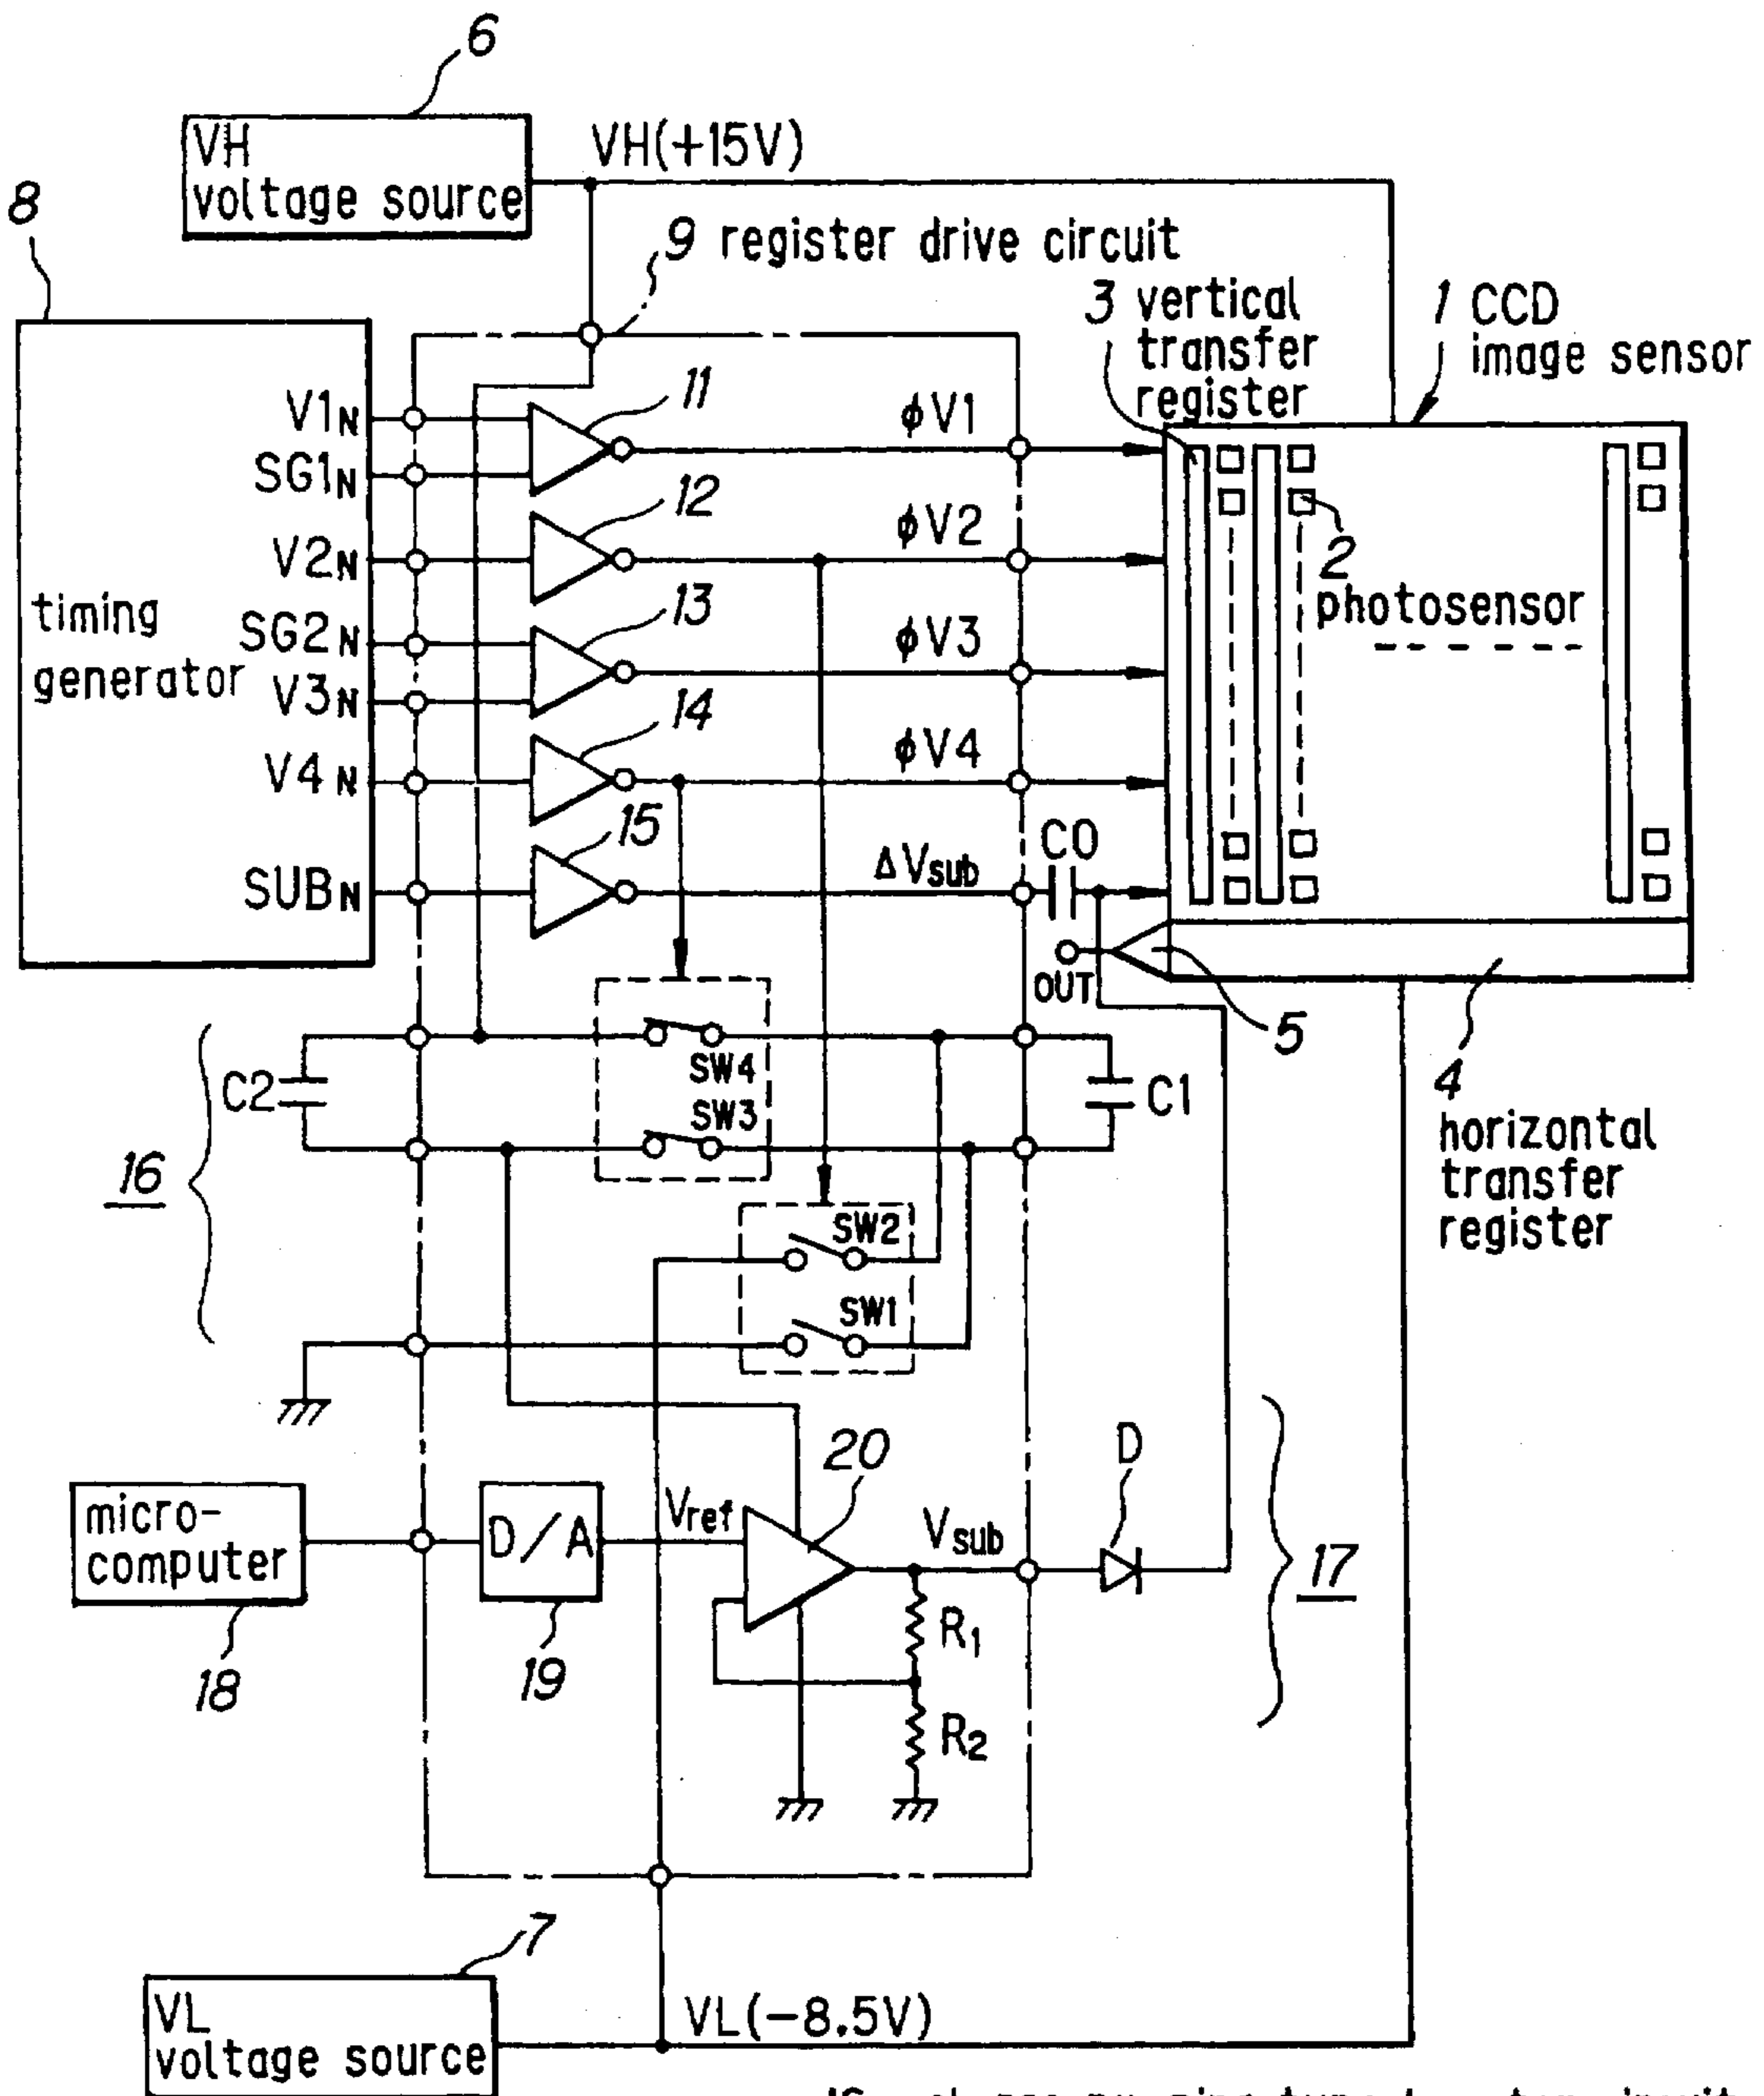 6
VH
voltage source
VH(+15V)
8
9 register drive circuit
3 vertical
transfer
register
1 CCD
image sensor
timing
generator
V1N
SG1N
V2N
SG2N
V3N
V4N
SUBN
11
12
13
14
15
φV1
φV2
φV3
φV4
ΔVsub
C0
2
photosensor
OUT
5
4
horizontal
transfer
register
C2
SW4
SW3
C1
16
SW2
SW1
micro-
computer
18
D/A
19
Vref
20
Vsub
D
R1
R2
17
7
VL
voltage source
VL(-8.5V)